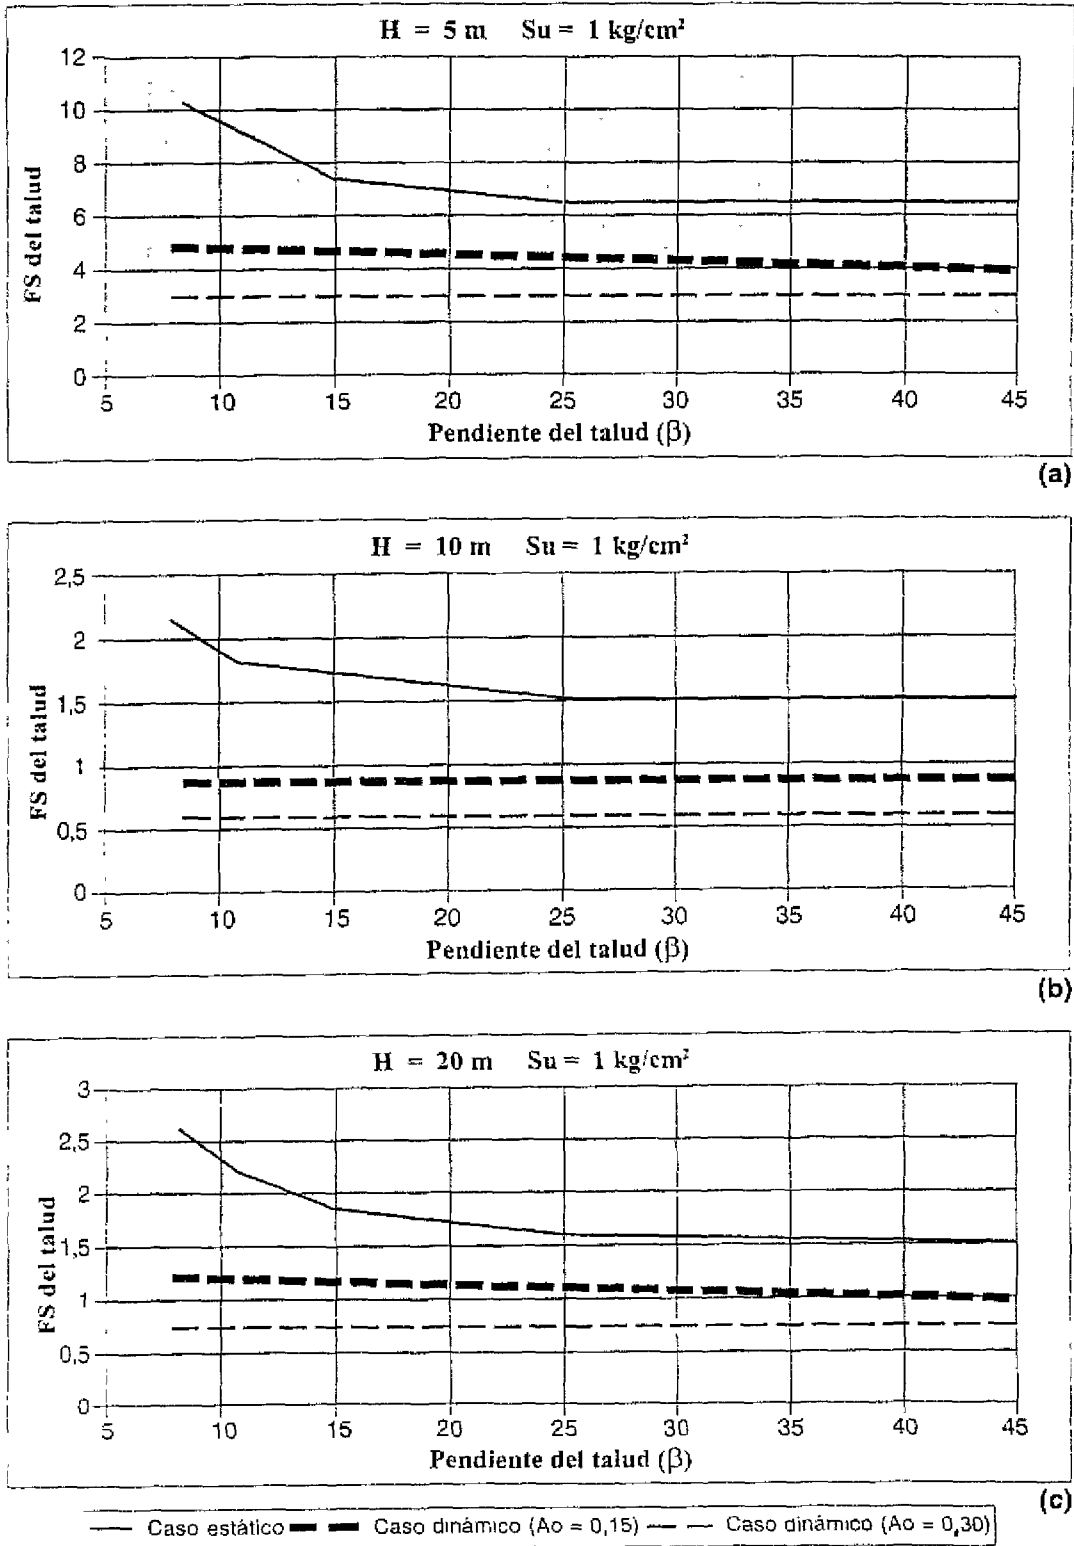 H = 5 m Su = 1 kg/cm²
12
10
8
6
4
2
0
FS del talud
5 10 15 20 25 30 35 40 45
Pendiente del talud (β)
(a)
H = 10 m Su = 1 kg/cm²
2,5
2
1,5
1
0,5
0
FS del talud
5 10 15 20 25 30 35 40 45
Pendiente del talud (β)
(b)
H = 20 m Su = 1 kg/cm²
3
2,5
2
1,5
1
0,5
0
FS del talud
5 10 15 20 25 30 35 40 45
Pendiente del talud (β)
(c)
Caso estático Caso dinámico (Ao = 0,15) Caso dinámico (Ao = 0,30)